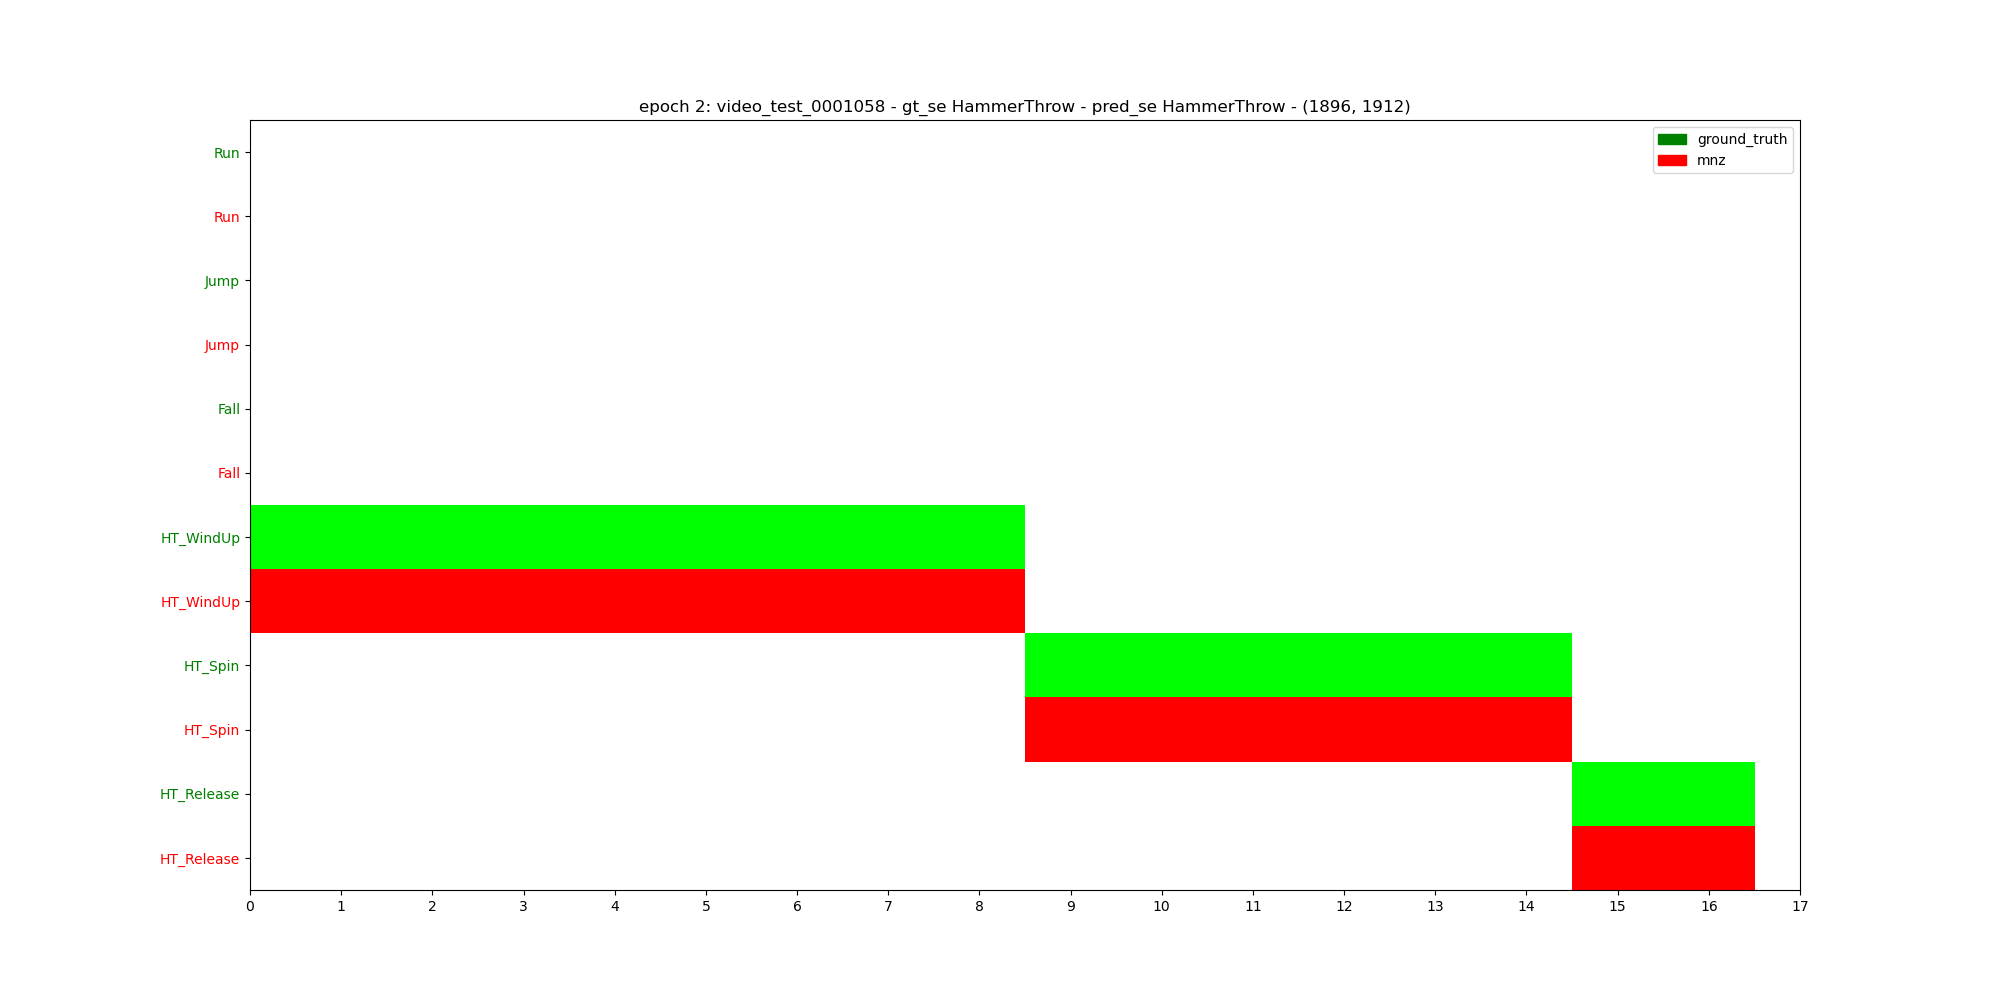 epoch 2: video_test_0001058 - gt_se HammerThrow - pred_se HammerThrow - (1896, 1912)
ground_truth
mnz
Run
Run
Jump
Jump
Fall
Fall
HT_WindUp
HT_WindUp
HT_Spin
HT_Spin
HT_Release
HT_Release
0 1 2 3 4 5 6 7 8 9 10 11 12 13 14 15 16 17